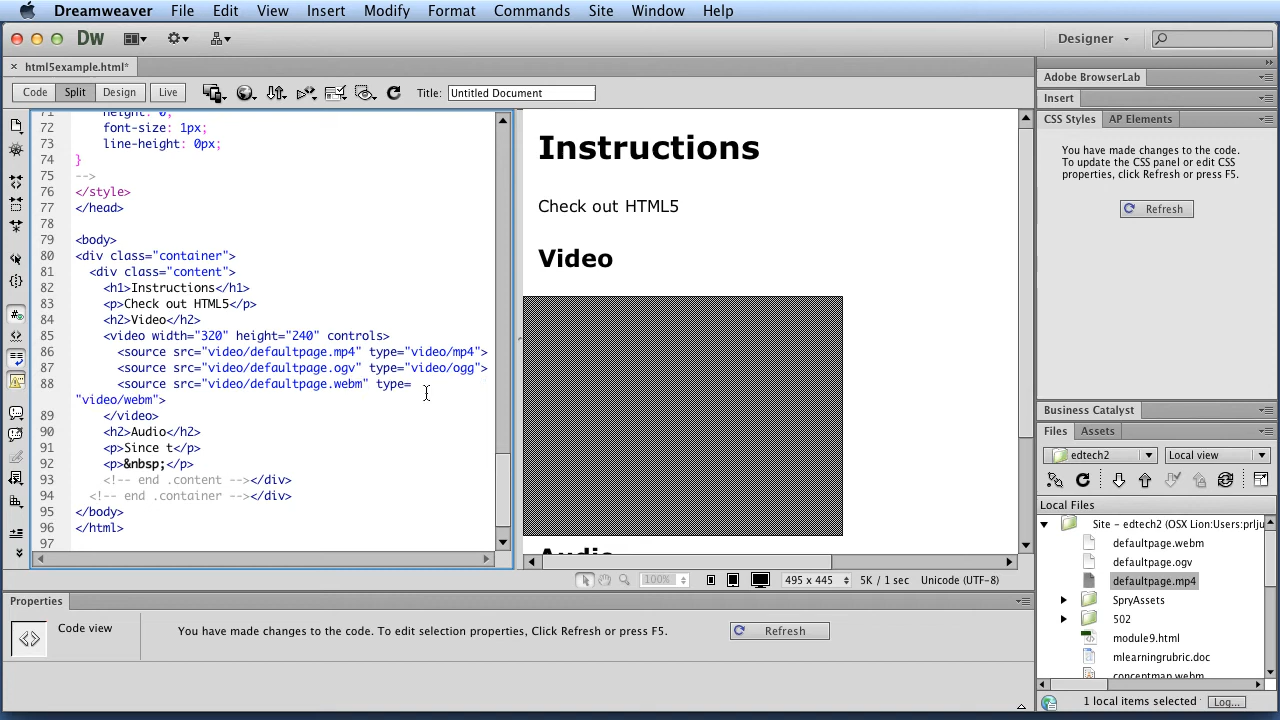 Dreamweaver File Edit View Insert Modify Format Commands Site Window Help
Dw
Designer
html5example.html*
Code Split Design Live
Title: Untitled Document
71 height: 0;
72 font-size: 1px;
73 line-height: 0px;
74 }
75 -->
76 </style>
77 </head>
78
79 <body>
80 <div class="container">
81 <div class="content">
82 <h1>Instructions</h1>
83 <p>Check out HTML5</p>
84 <h2>Video</h2>
85 <video width="320" height="240" controls>
86 <source src="video/defaultpage.mp4" type="video/mp4">
87 <source src="video/defaultpage.ogv" type="video/ogg">
88 <source src="video/defaultpage.webm" type=
"video/webm">
89 </video>
90 <h2>Audio</h2>
91 <p>Since t</p>
92 <p>&nbsp;</p>
93 <!-- end .content --></div>
94 <!-- end .container --></div>
95 </body>
96 </html>
97
Instructions
Check out HTML5
Video
Audio
100%
495 x 445
5K / 1 sec
Unicode (UTF-8)
Properties
Code view
You have made changes to the code. To edit selection properties, Click Refresh or press F5.
Refresh
Adobe BrowserLab
Insert
CSS Styles AP Elements
You have made changes to the code.
To update the CSS panel or edit CSS
properties, click Refresh or press F5.
Refresh
Business Catalyst
Files Assets
edtech2 Local view
Local Files
Site - edtech2 (OSX Lion:Users:prlju
defaultpage.webm
defaultpage.ogv
defaultpage.mp4
SpryAssets
502
module9.html
mlearningrubric.doc
conceptmap.webm
1 local items selected
Log...